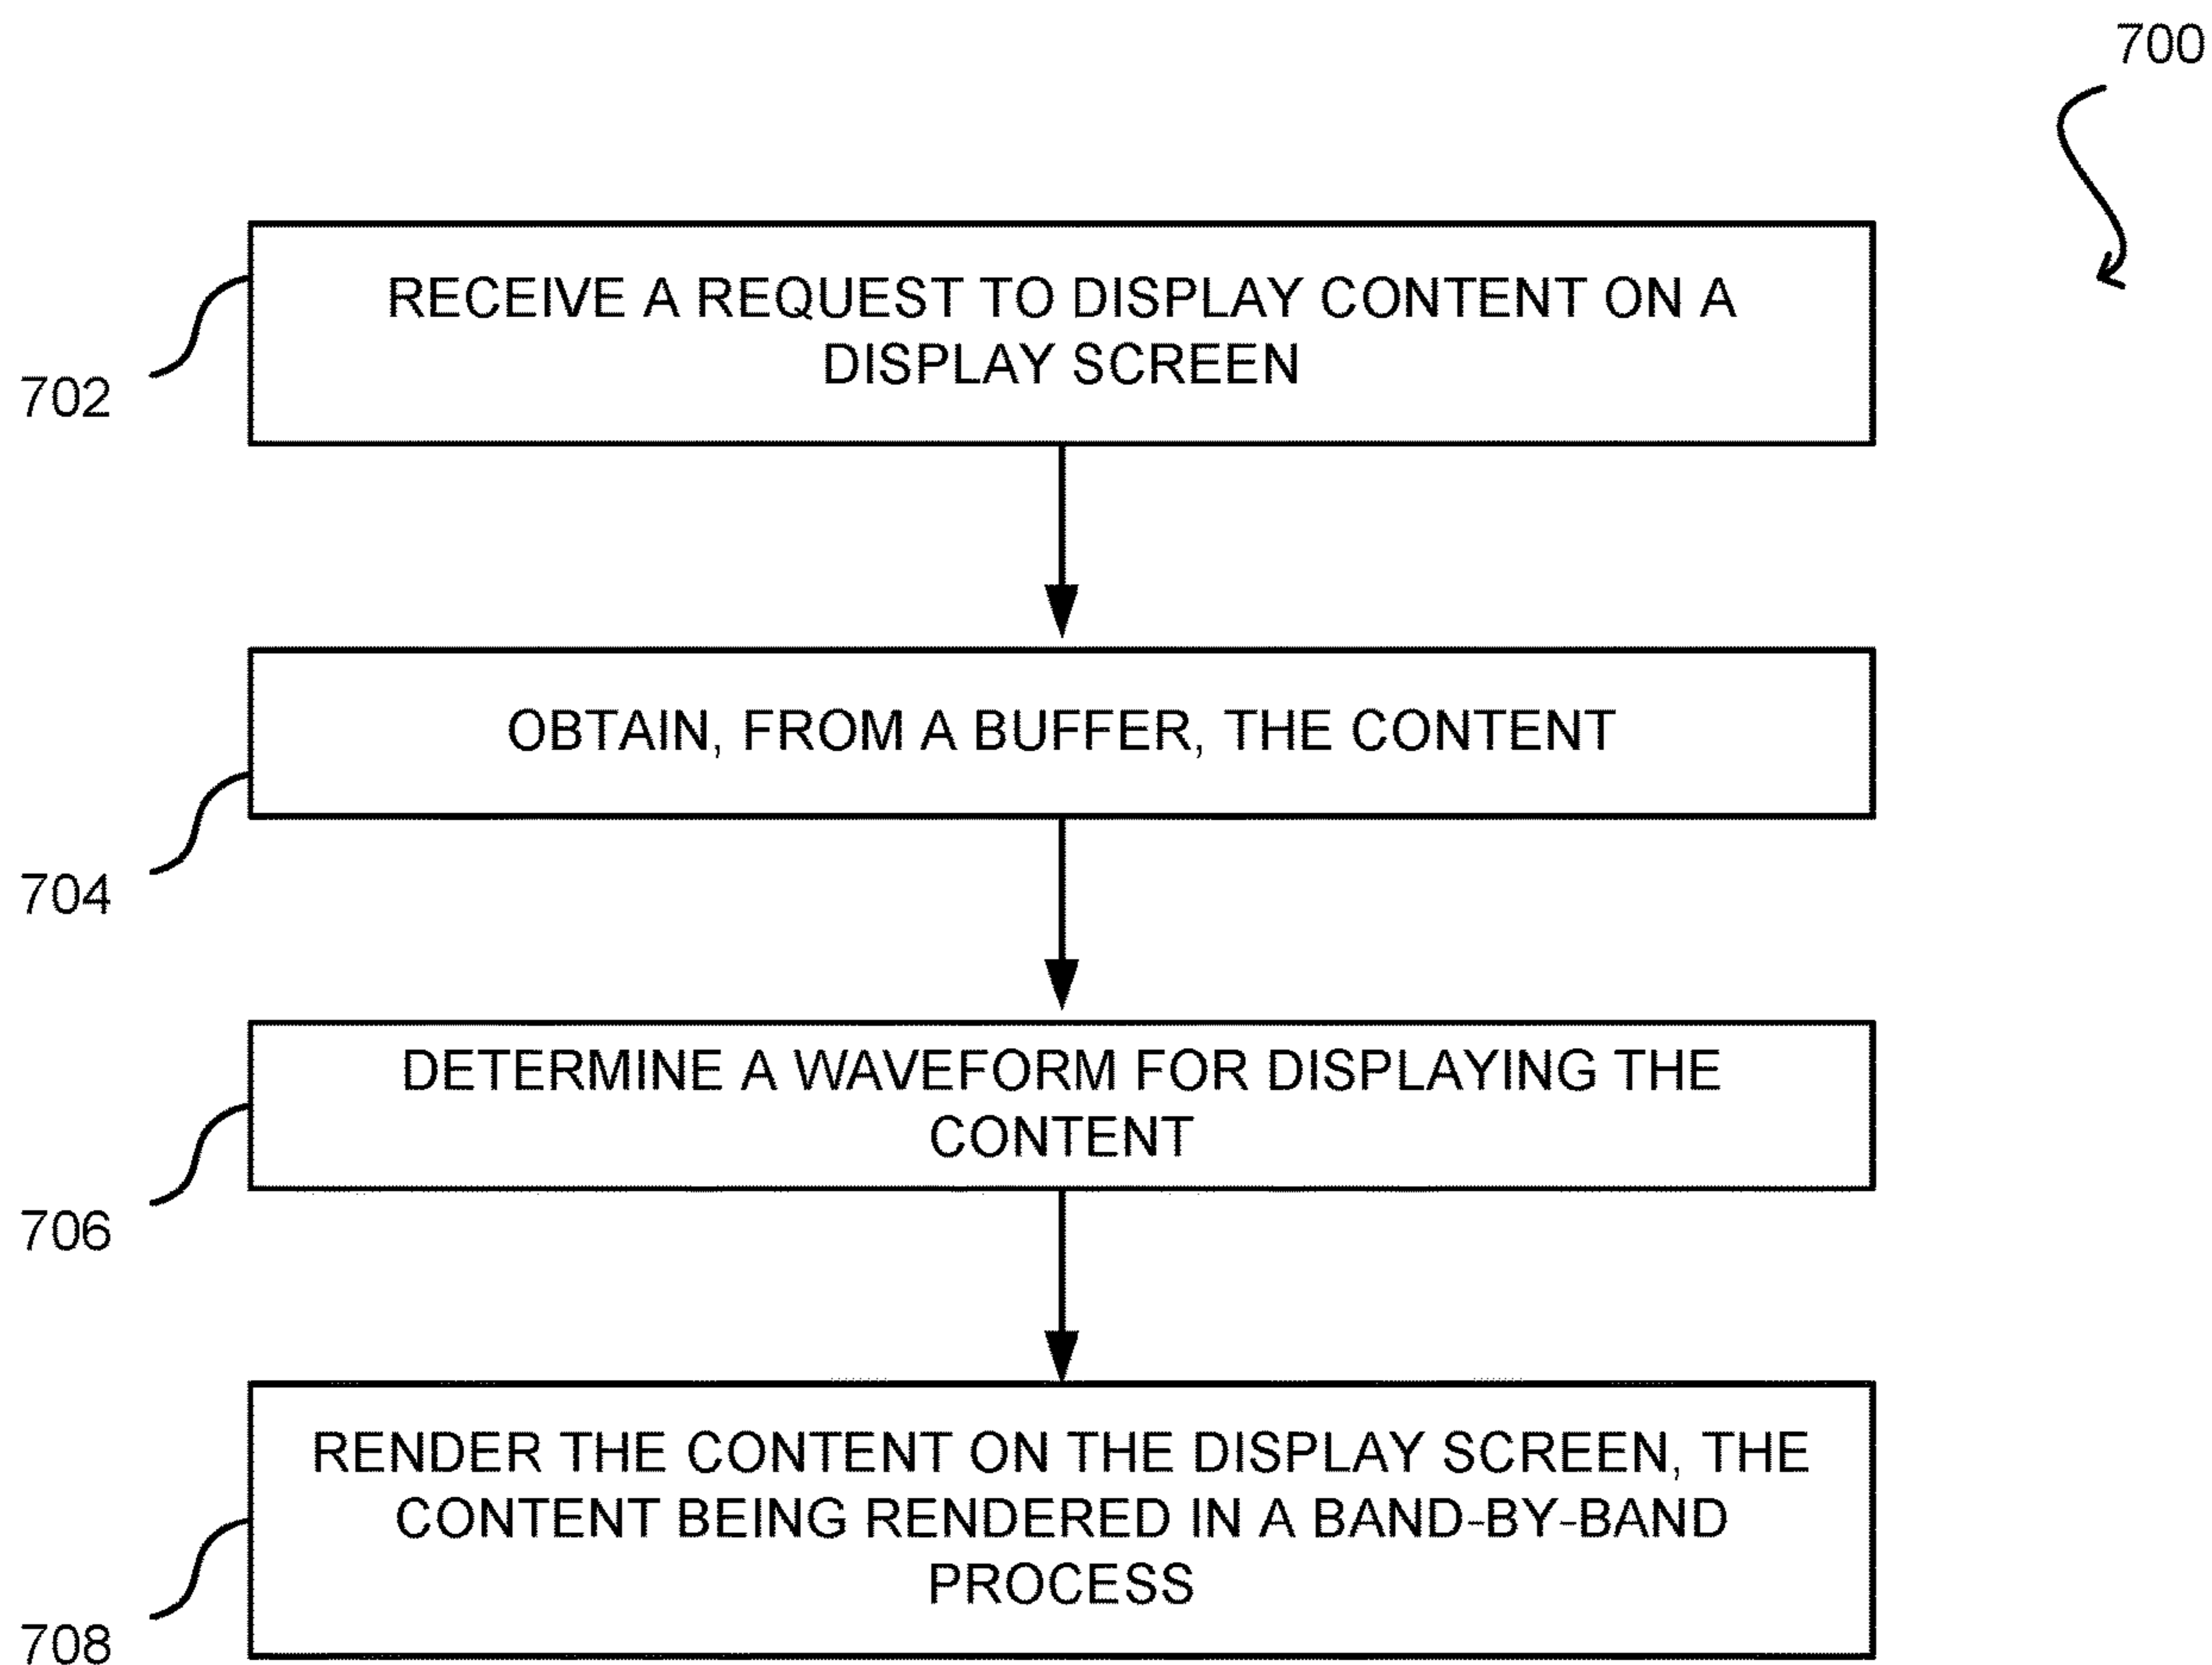 700
RECEIVE A REQUEST TO DISPLAY CONTENT ON A
DISPLAY SCREEN
702
OBTAIN, FROM A BUFFER, THE CONTENT
704
DETERMINE A WAVEFORM FOR DISPLAYING THE
CONTENT
706
RENDER THE CONTENT ON THE DISPLAY SCREEN, THE
CONTENT BEING RENDERED IN A BAND-BY-BAND
PROCESS
708